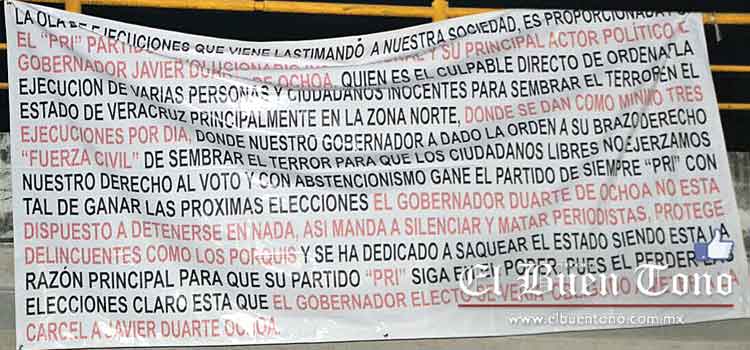 LA OLA DE EJECUCIONES QUE VIENE LASTIMANDÓ A NUESTRA SOCIEDAD, ES PROPORCIONADA POR
EL "PRI" PARTIDO Y SU PRINCIPAL ACTOR POLÍTICO
GOBERNADOR JAVIER DUARTE DE OCHOA, QUIEN ES EL CULPABLE DIRECTO DE ORDENAR LA
EJECUCION DE VARIAS PERSONAS Y CIUDADANOS INOCENTES PARA SEMBRAR EL TERROR EN EL
ESTADO DE VERACRUZ PRINCIPALMENTE EN LA ZONA NORTE, DONDE SE DAN COMO MINIMO TRES
EJECUCIONES POR DIA, DONDE NUESTRO GOBERNADOR A DADO LA ORDEN A SU BRAZO DERECHO
"FUERZA CIVIL" DE SEMBRAR EL TERROR PARA QUE LOS CIUDADANOS LIBRES NO EJERZAMOS
NUESTRO DERECHO AL VOTO Y CON ABSTENCIONISMO GANE EL PARTIDO DE SIEMPRE "PRI" CON
TAL DE GANAR LAS PROXIMAS ELECCIONES EL GOBERNADOR DUARTE DE OCHOA NO ESTA
DISPUESTO A DETENERSE EN NADA, ASI MANDA A SILENCIAR Y MATAR PERIODISTAS, PROTEGE
DELINCUENTES COMO LOS PORQUIS Y SE HA DEDICADO A SAQUEAR EL ESTADO SIENDO ESTA LA
RAZÓN PRINCIPAL PARA QUE SU PARTIDO "PRI" SIGA EN EL PODER, PUES EL PERDER LAS
ELECCIONES CLARO ESTA QUE EL GOBERNADOR ELECTO SE VERIA
CARCEL A JAVIER DUARTE OCHOA.
El Buen Tono
www.elbuentono.com.mx